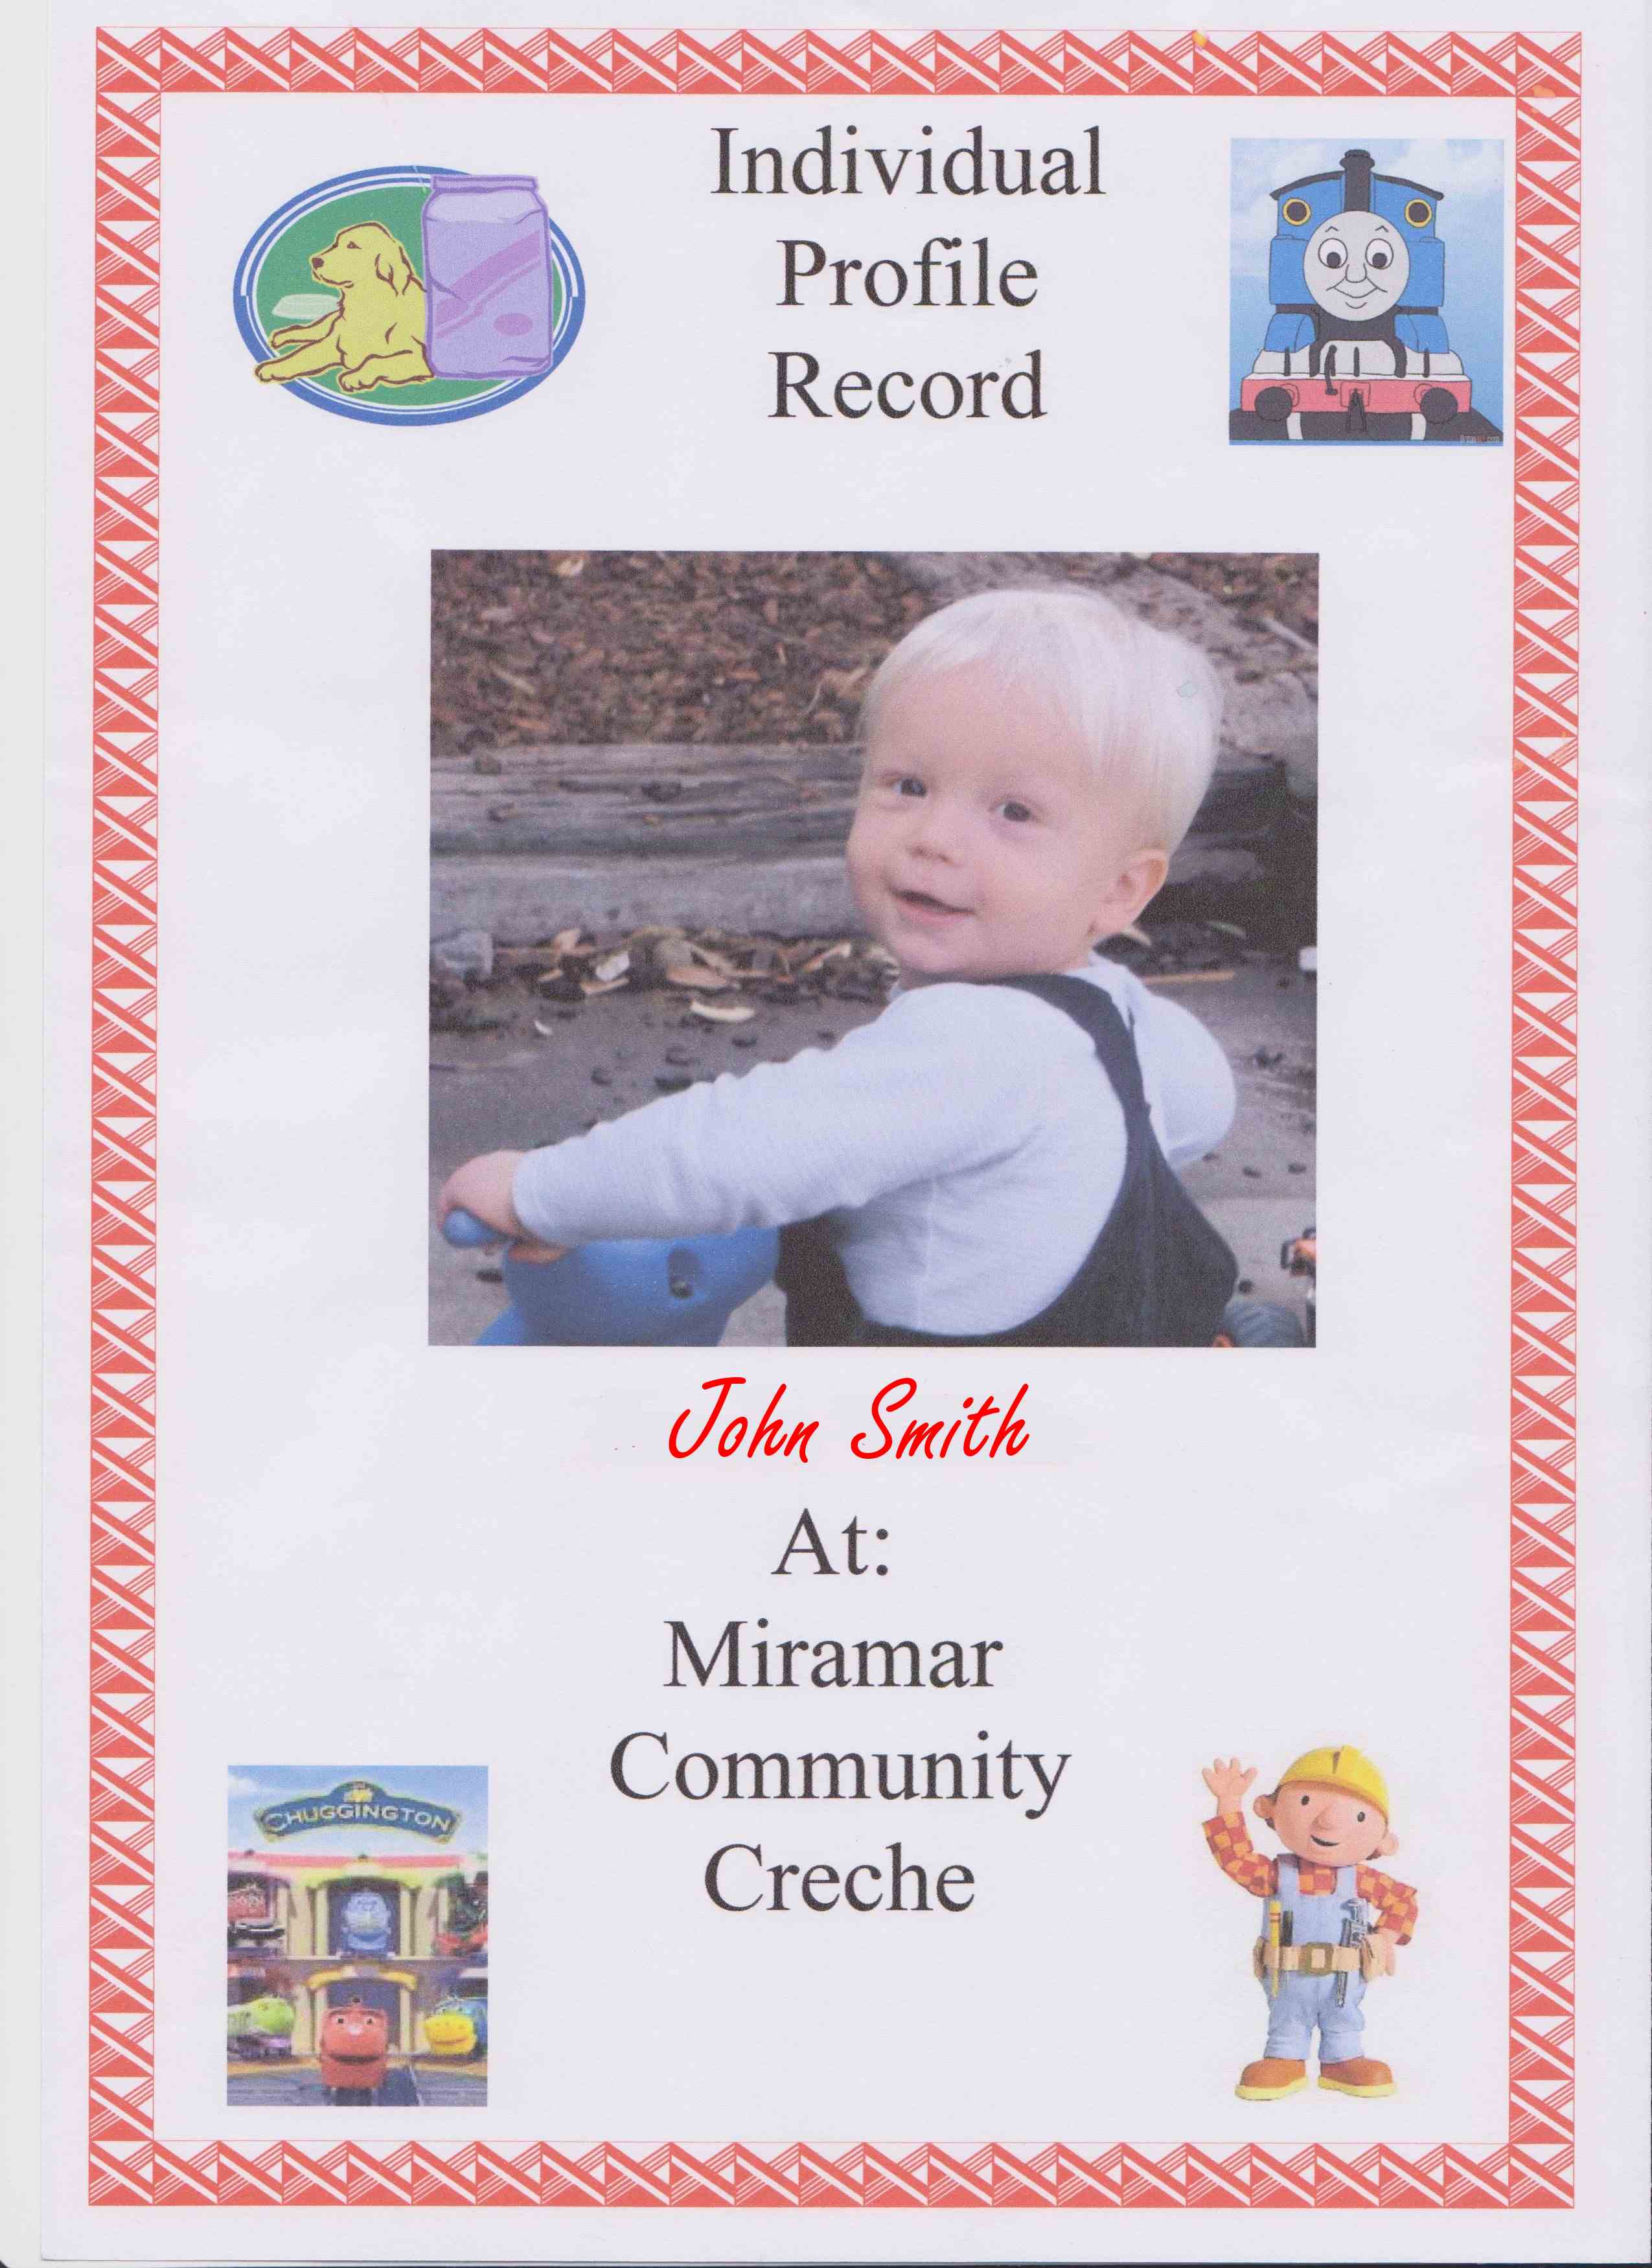 Individual
Profile
Record
John Smith
At:
Miramar
Community
Creche
CHUGGINGTON